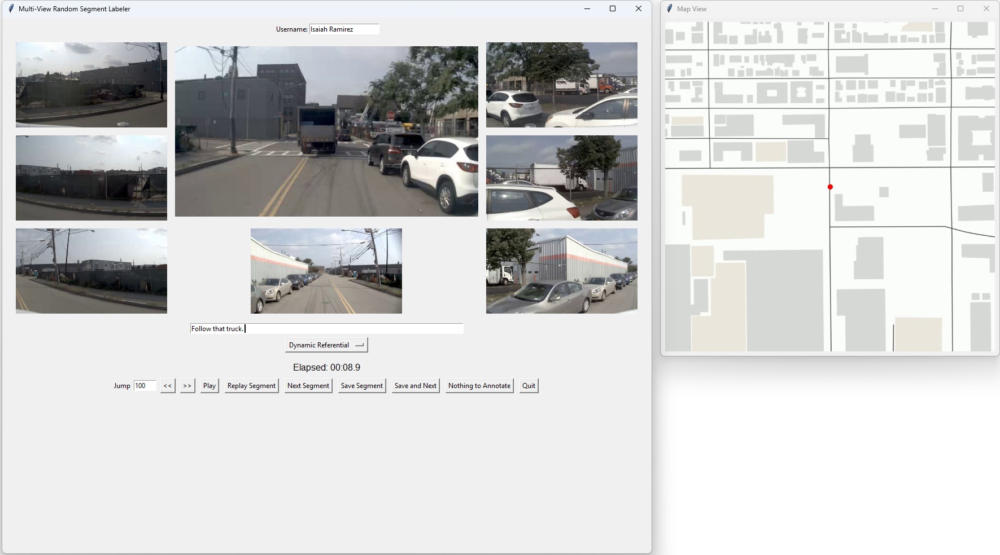 Multi-View Random Segment Labeler
Username: Isaiah Ramirez
STOP
Follow that truck.
Dynamic Referential
Elapsed: 00:08.9
Jump 100 << >> Play Replay Segment Next Segment Save Segment Save and Next Nothing to Annotate Quit
Map View